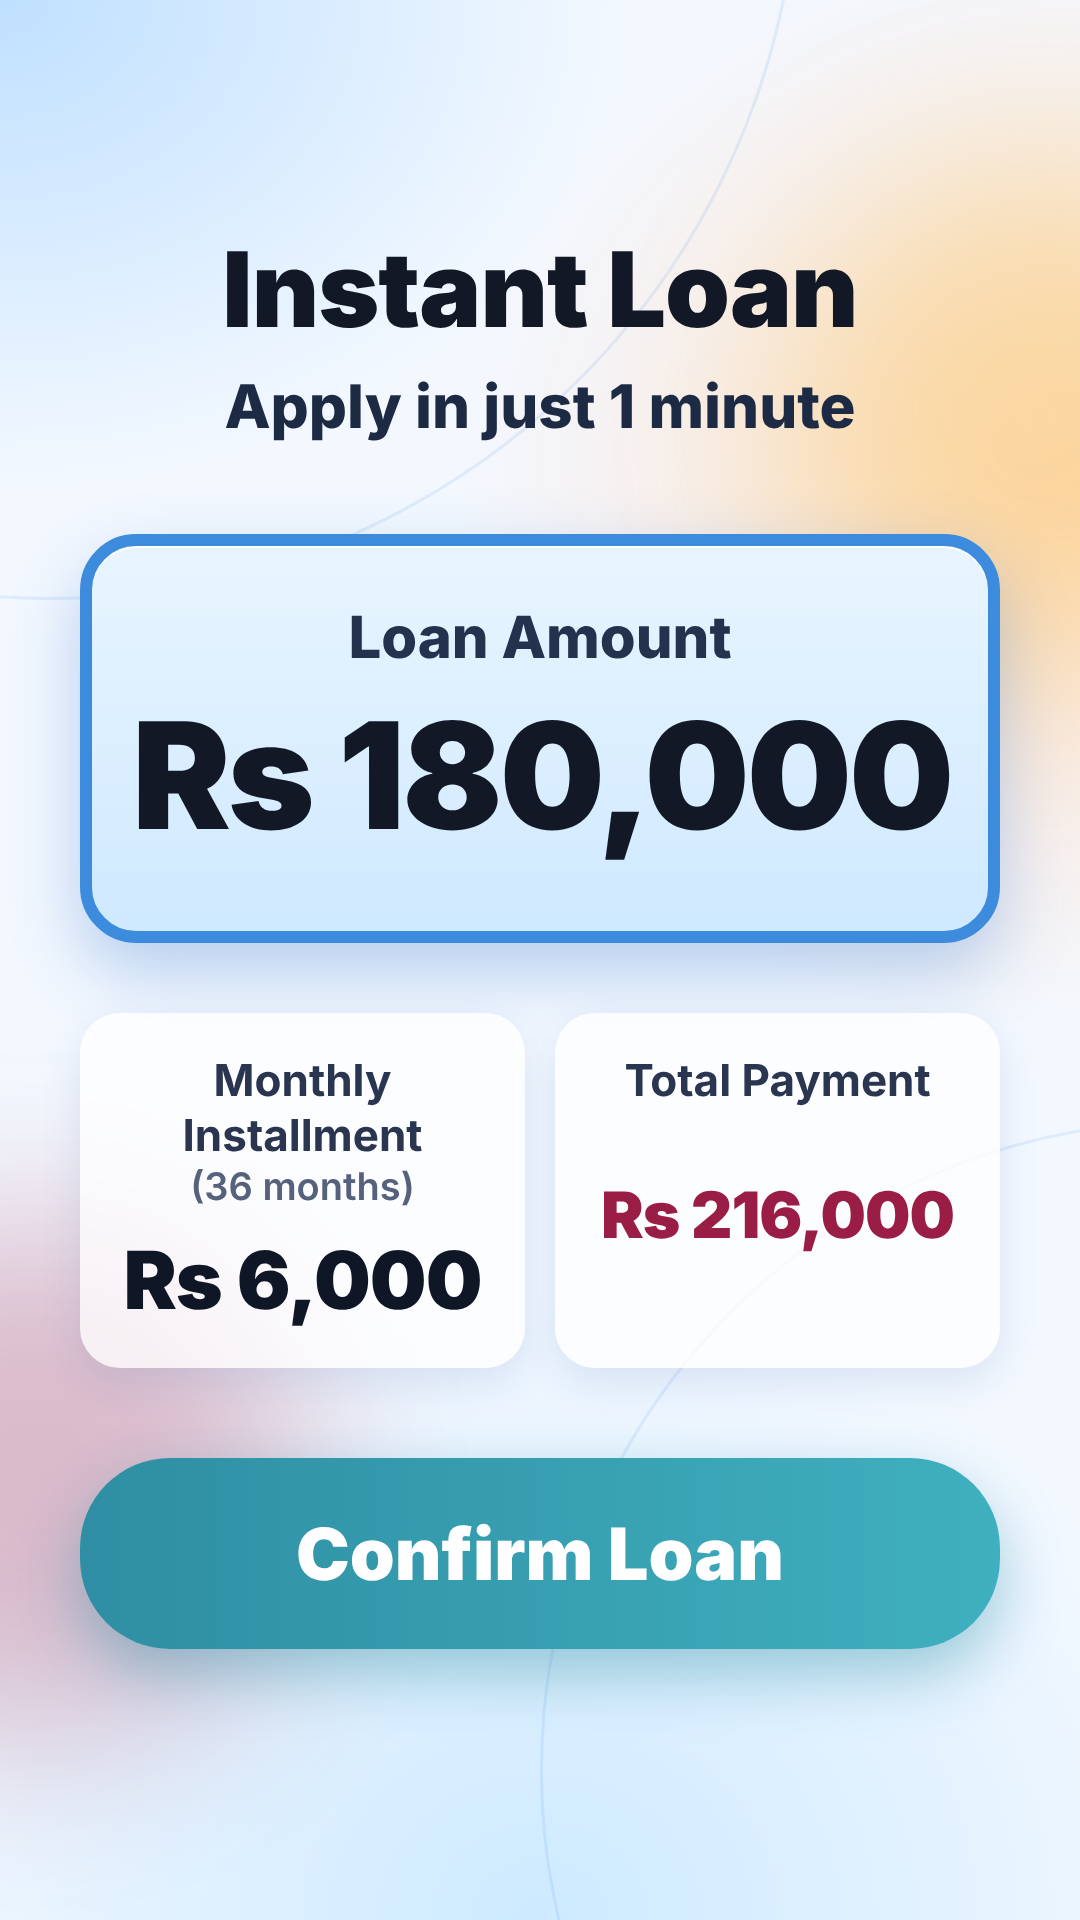 Instant Loan
Apply in just 1 minute
Loan Amount
Rs 180,000
Monthly
Installment
(36 months)
Rs 6,000
Total Payment
Rs 216,000
Confirm Loan